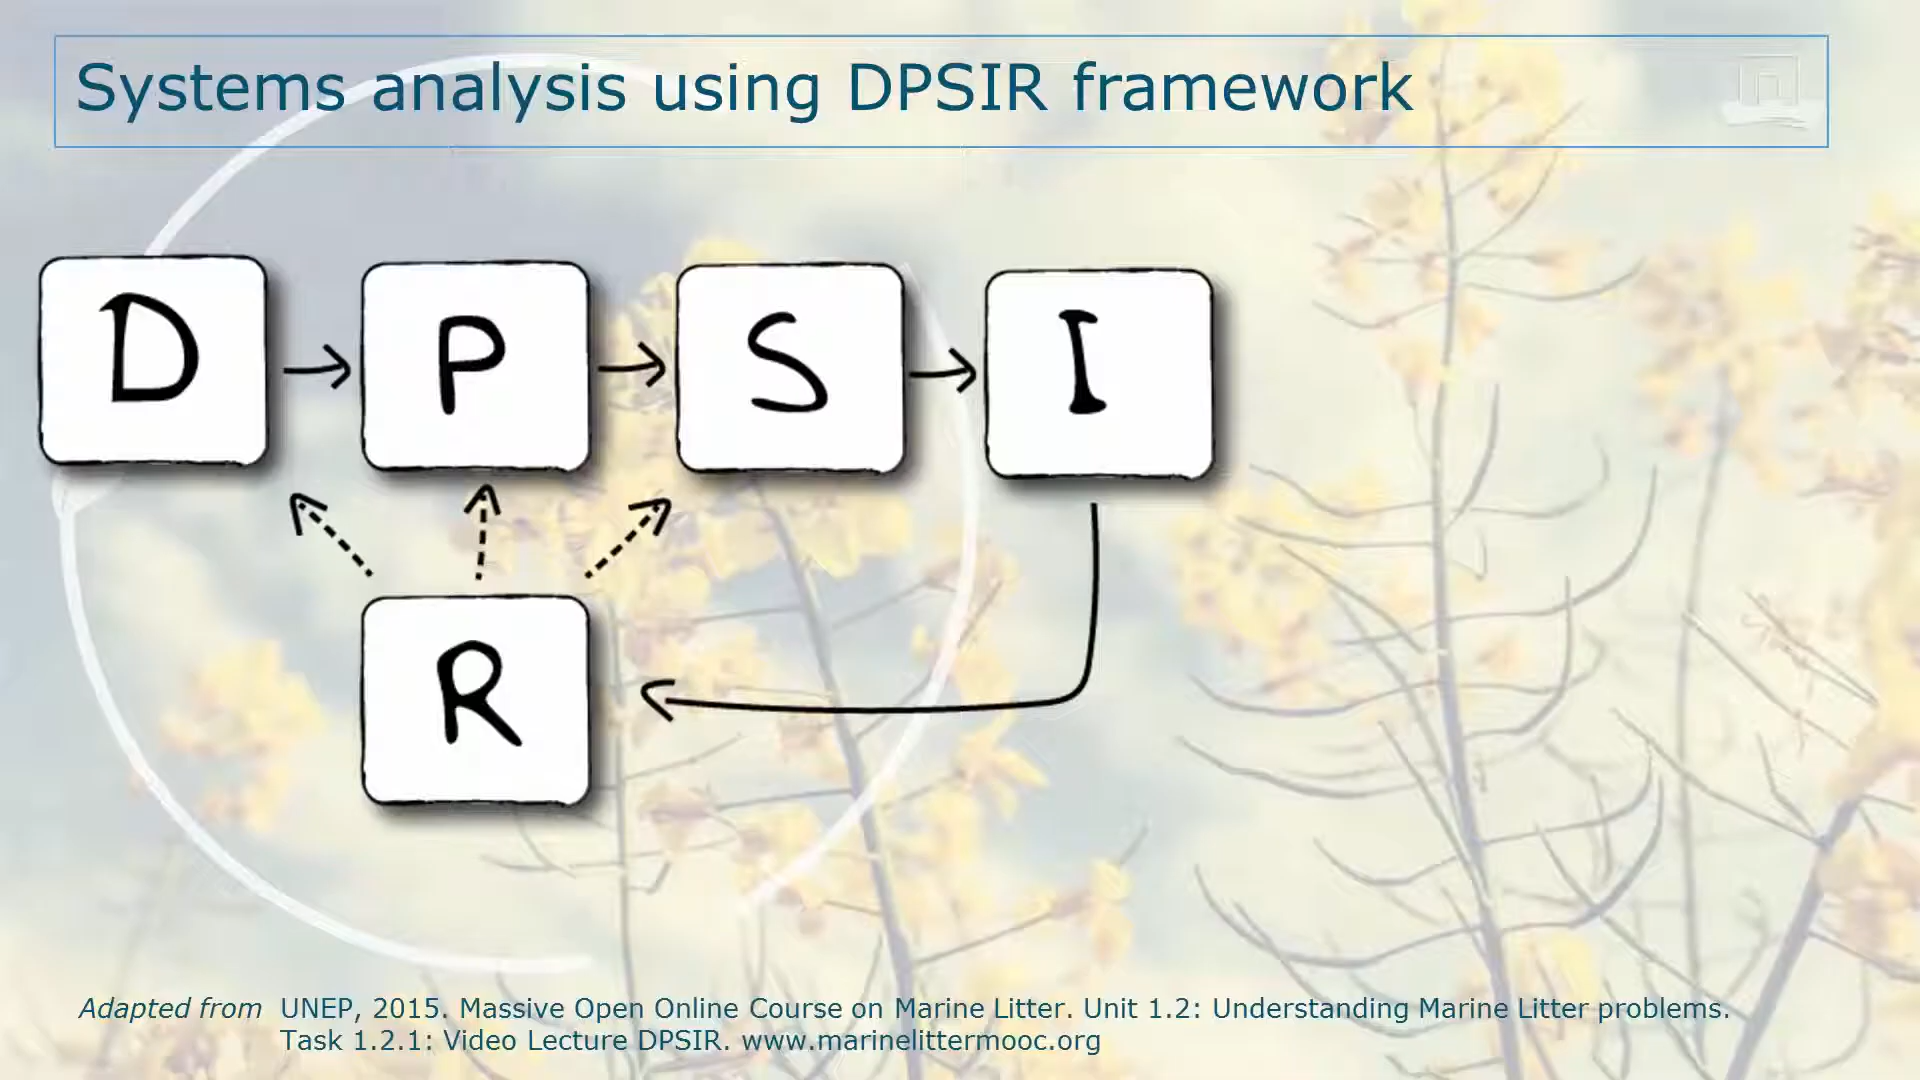 Systems analysis using DPSIR framework
D P S I
R
Adapted from UNEP, 2015. Massive Open Online Course on Marine Litter. Unit 1.2: Understanding Marine Litter problems.
Task 1.2.1: Video Lecture DPSIR. www.marinelittermooc.org